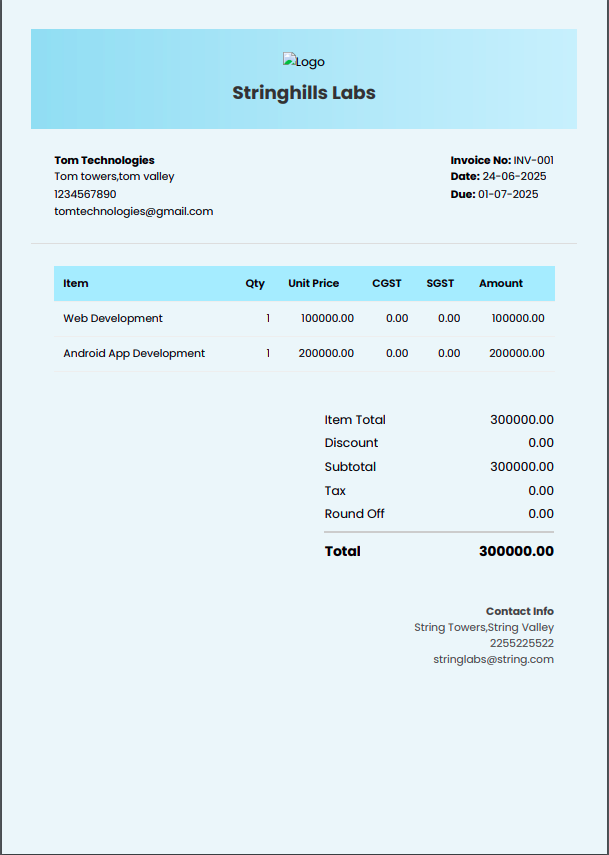 Logo
Stringhills Labs
Tom Technologies
Tom towers,tom valley
1234567890
tomtechnologies@gmail.com
Invoice No: INV-001
Date: 24-06-2025
Due: 01-07-2025
Item Qty Unit Price CGST SGST Amount
Web Development 1 100000.00 0.00 0.00 100000.00
Android App Development 1 200000.00 0.00 0.00 200000.00
Item Total 300000.00
Discount 0.00
Subtotal 300000.00
Tax 0.00
Round Off 0.00
Total 300000.00
Contact Info
String Towers,String Valley
2255225522
stringlabs@string.com